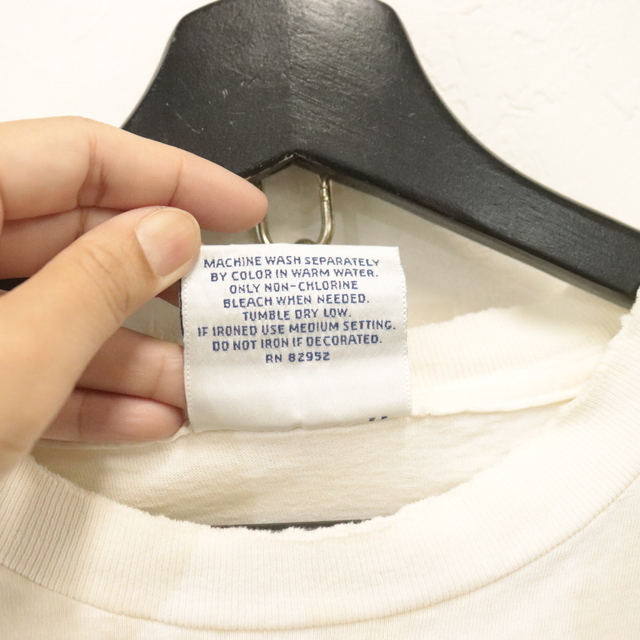 MACHINE WASH SEPARATELY
BY COLOR IN WARM WATER.
ONLY NON-CHLORINE
BLEACH WHEN NEEDED.
TUMBLE DRY LOW.
IF IRONED USE MEDIUM SETTING.
DO NOT IRON IF DECORATED.
RN 82952